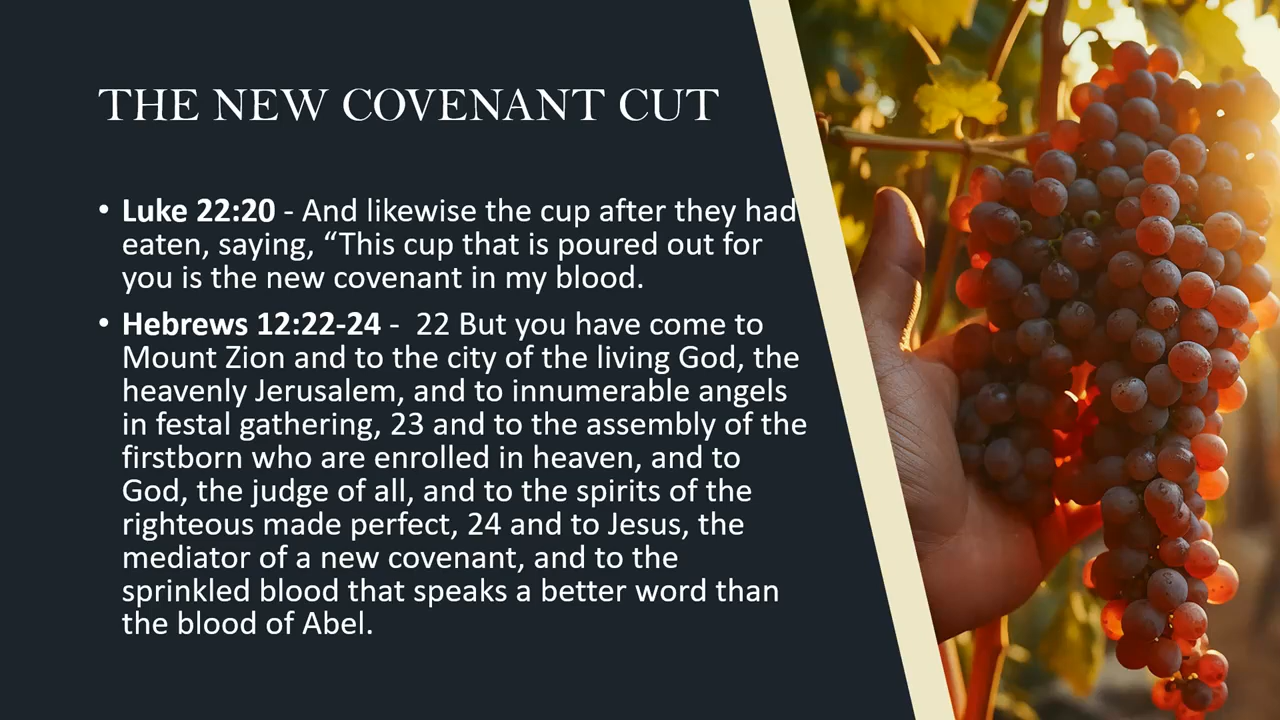 THE NEW COVENANT CUT
• Luke 22:20 - And likewise the cup after they had
eaten, saying, “This cup that is poured out for
you is the new covenant in my blood.
• Hebrews 12:22-24 -  22 But you have come to
Mount Zion and to the city of the living God, the
heavenly Jerusalem, and to innumerable angels
in festal gathering, 23 and to the assembly of the
firstborn who are enrolled in heaven, and to
God, the judge of all, and to the spirits of the
righteous made perfect, 24 and to Jesus, the
mediator of a new covenant, and to the
sprinkled blood that speaks a better word than
the blood of Abel.